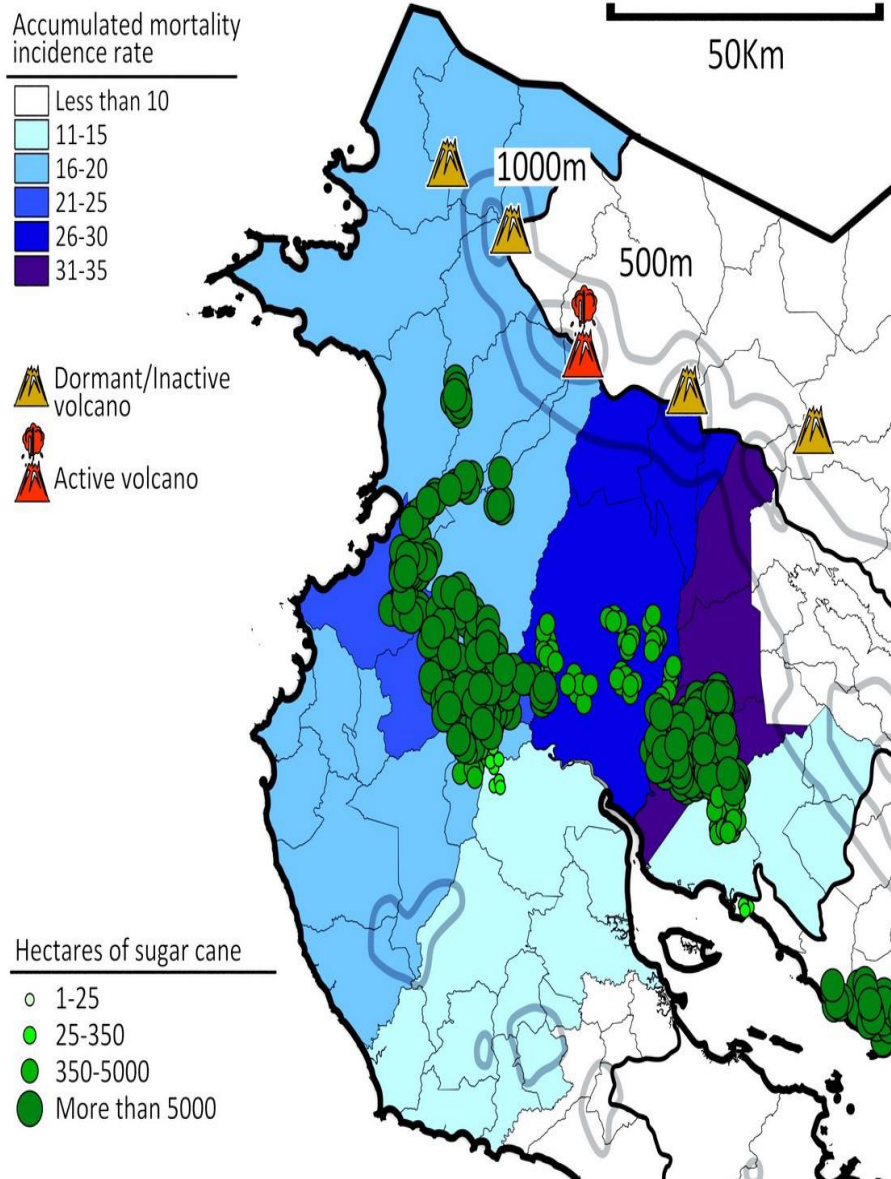 Accumulated mortality
incidence rate
Less than 10
11-15
16-20
21-25
26-30
31-35
Dormant/Inactive
volcano
Active volcano
50Km
1000m
500m
Hectares of sugar cane
1-25
25-350
350-5000
More than 5000